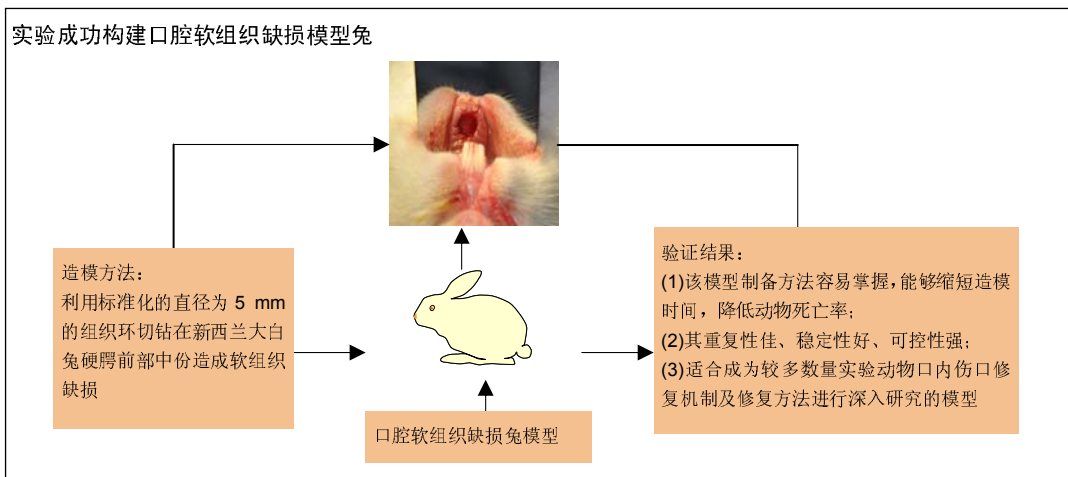 实验成功构建口腔软组织缺损模型兔
造模方法：
利用标准化的直径为 5 mm
的组织环切钻在新西兰大白
兔硬腭前部中份造成软组织
缺损
口腔软组织缺损兔模型
验证结果：
(1)该模型制备方法容易掌握，能够缩短造模
时间，降低动物死亡率；
(2)其重复性佳、稳定性好、可控性强；
(3)适合成为较多数量实验动物口内伤口修
复机制及修复方法进行深入研究的模型